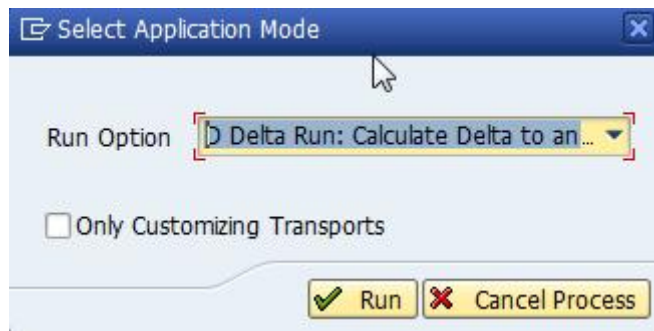 Select Application Mode
Run Option D Delta Run: Calculate Delta to an...
Only Customizing Transports
Run Cancel Process